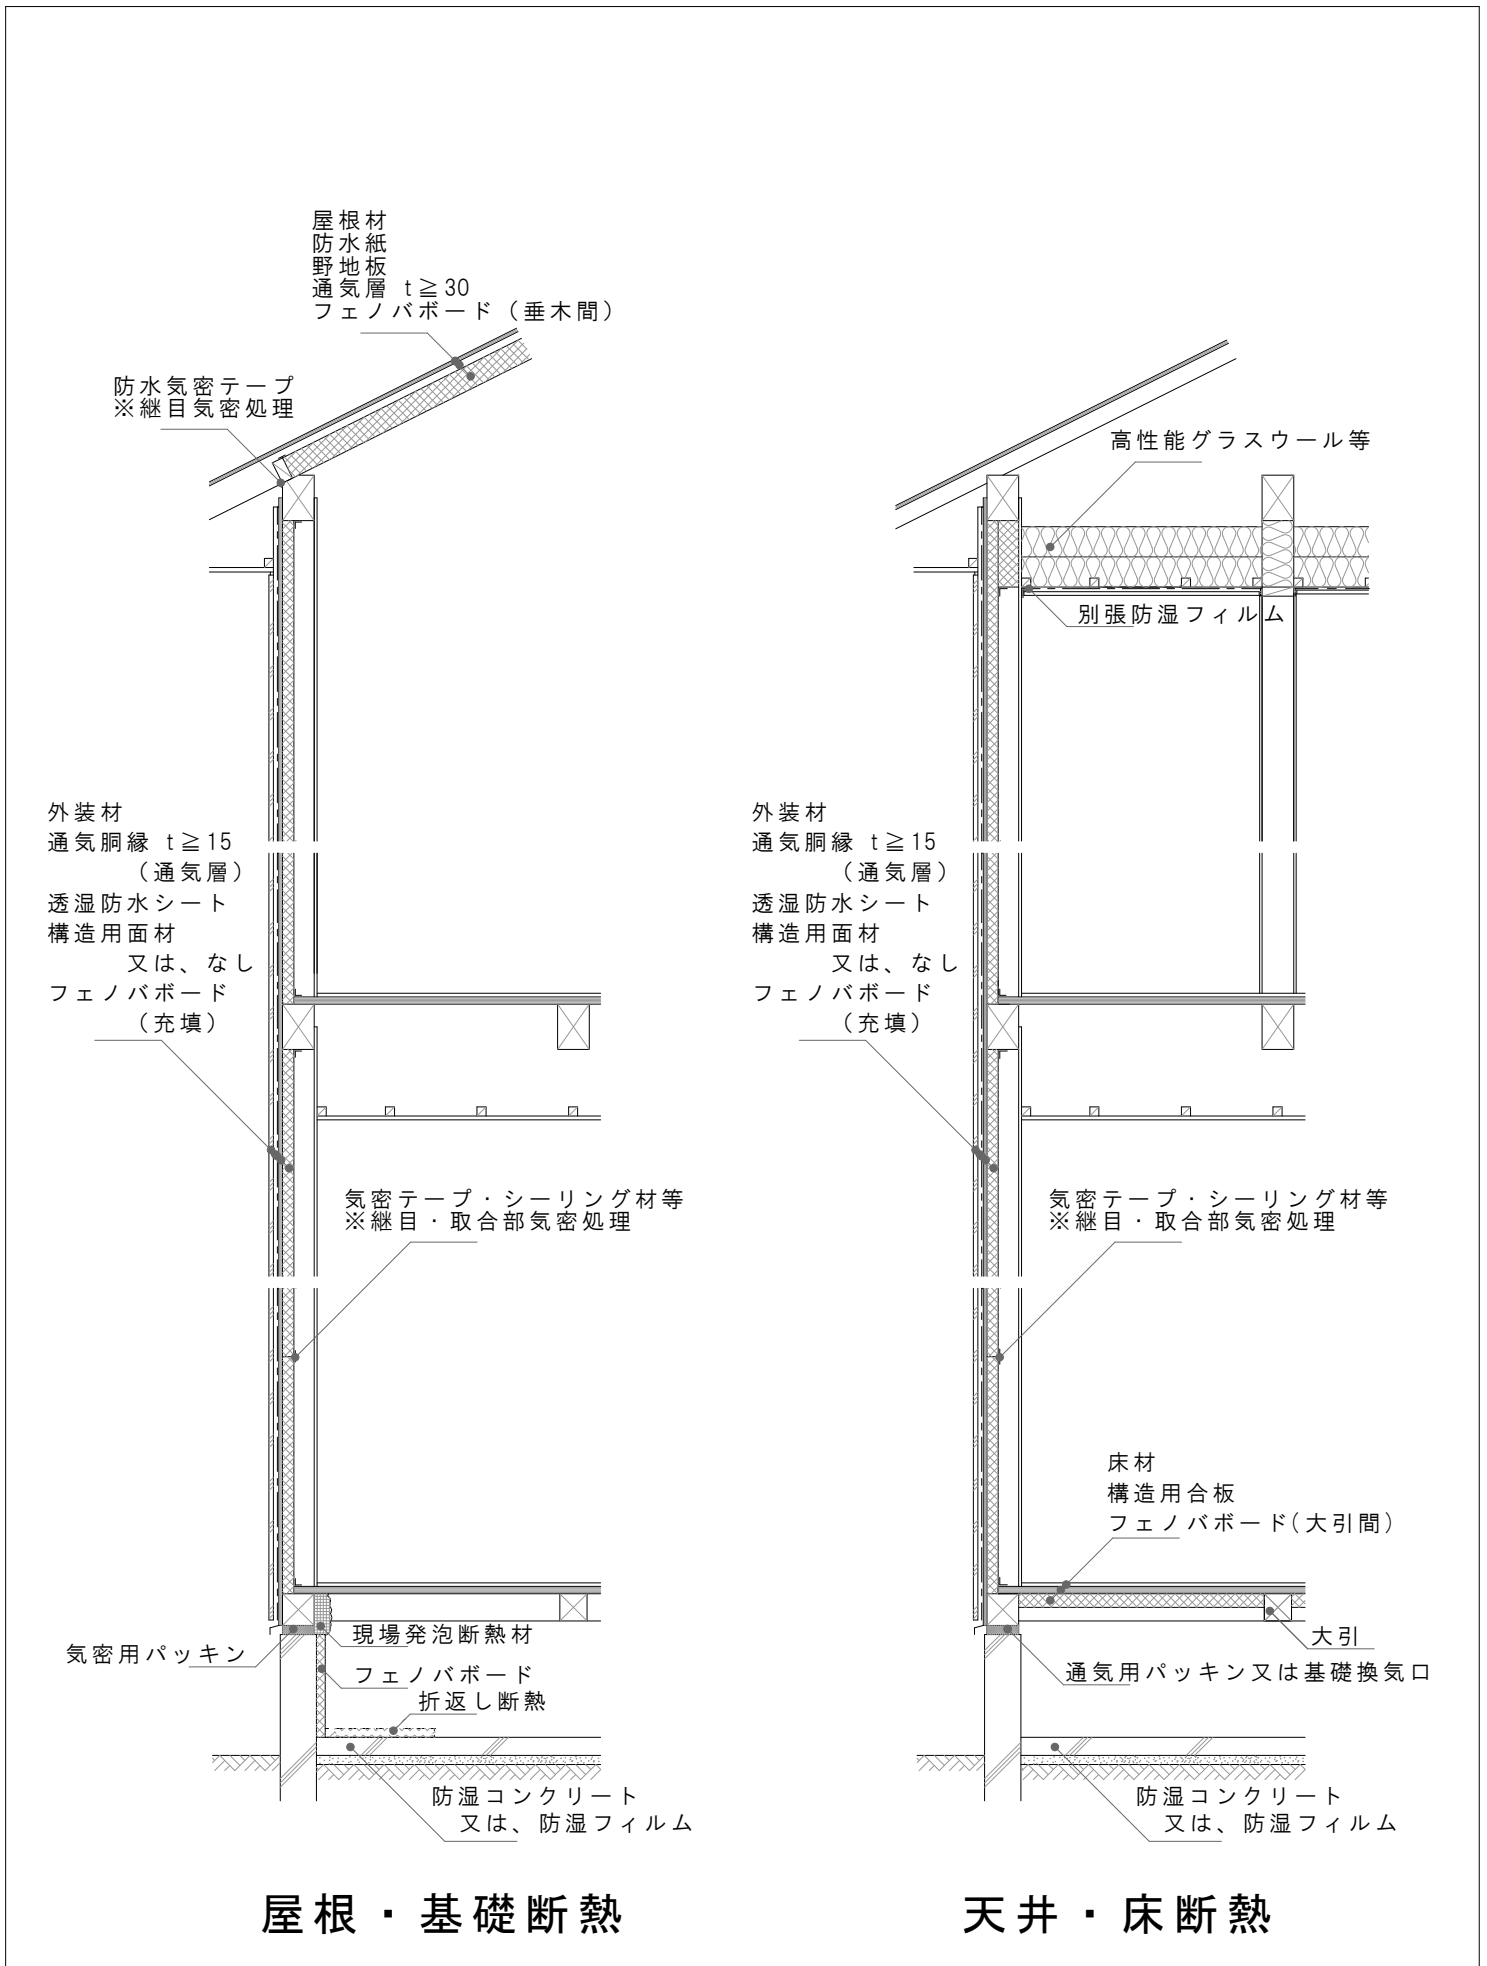 屋根材
防水紙
野地板
通気層 t≧30
フェノバボード（垂木間）
防水気密テープ
※継目気密処理
外装材
通気胴縁 t≧15
（通気層）
透湿防水シート
構造用面材
又は、なし
フェノバボード
（充填）
気密テープ・シーリング材等
※継目・取合部気密処理
現場発泡断熱材
気密用パッキン
フェノバボード
折返し断熱
防湿コンクリート
又は、防湿フィルム
屋根・基礎断熱
高性能グラスウール等
別張防湿フィルム
外装材
通気胴縁 t≧15
（通気層）
透湿防水シート
構造用面材
又は、なし
フェノバボード
（充填）
気密テープ・シーリング材等
※継目・取合部気密処理
床材
構造用合板
フェノバボード(大引間)
大引
通気用パッキン又は基礎換気口
防湿コンクリート
又は、防湿フィルム
天井・床断熱